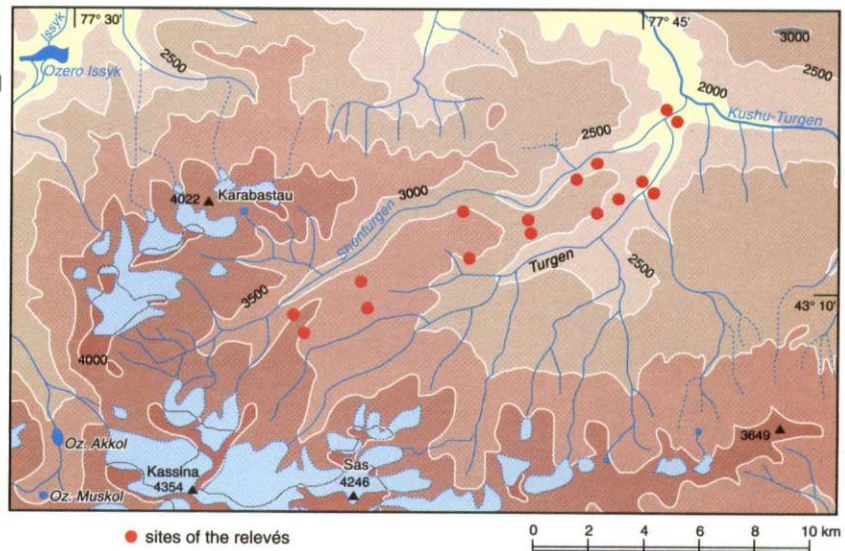 77° 30'
77° 45'
3000
Issyk
Ozero Issyk
2500
2500
2000
Kushu-Turgen
2500
4022
Karabastau
3000
Shenturgen
Turgen
2500
3500
43° 10'
4000
3649
Oz. Akkol
Kassina
4354
Sas
4246
Oz. Muskol
sites of the relevés
0 2 4 6 8 10 km